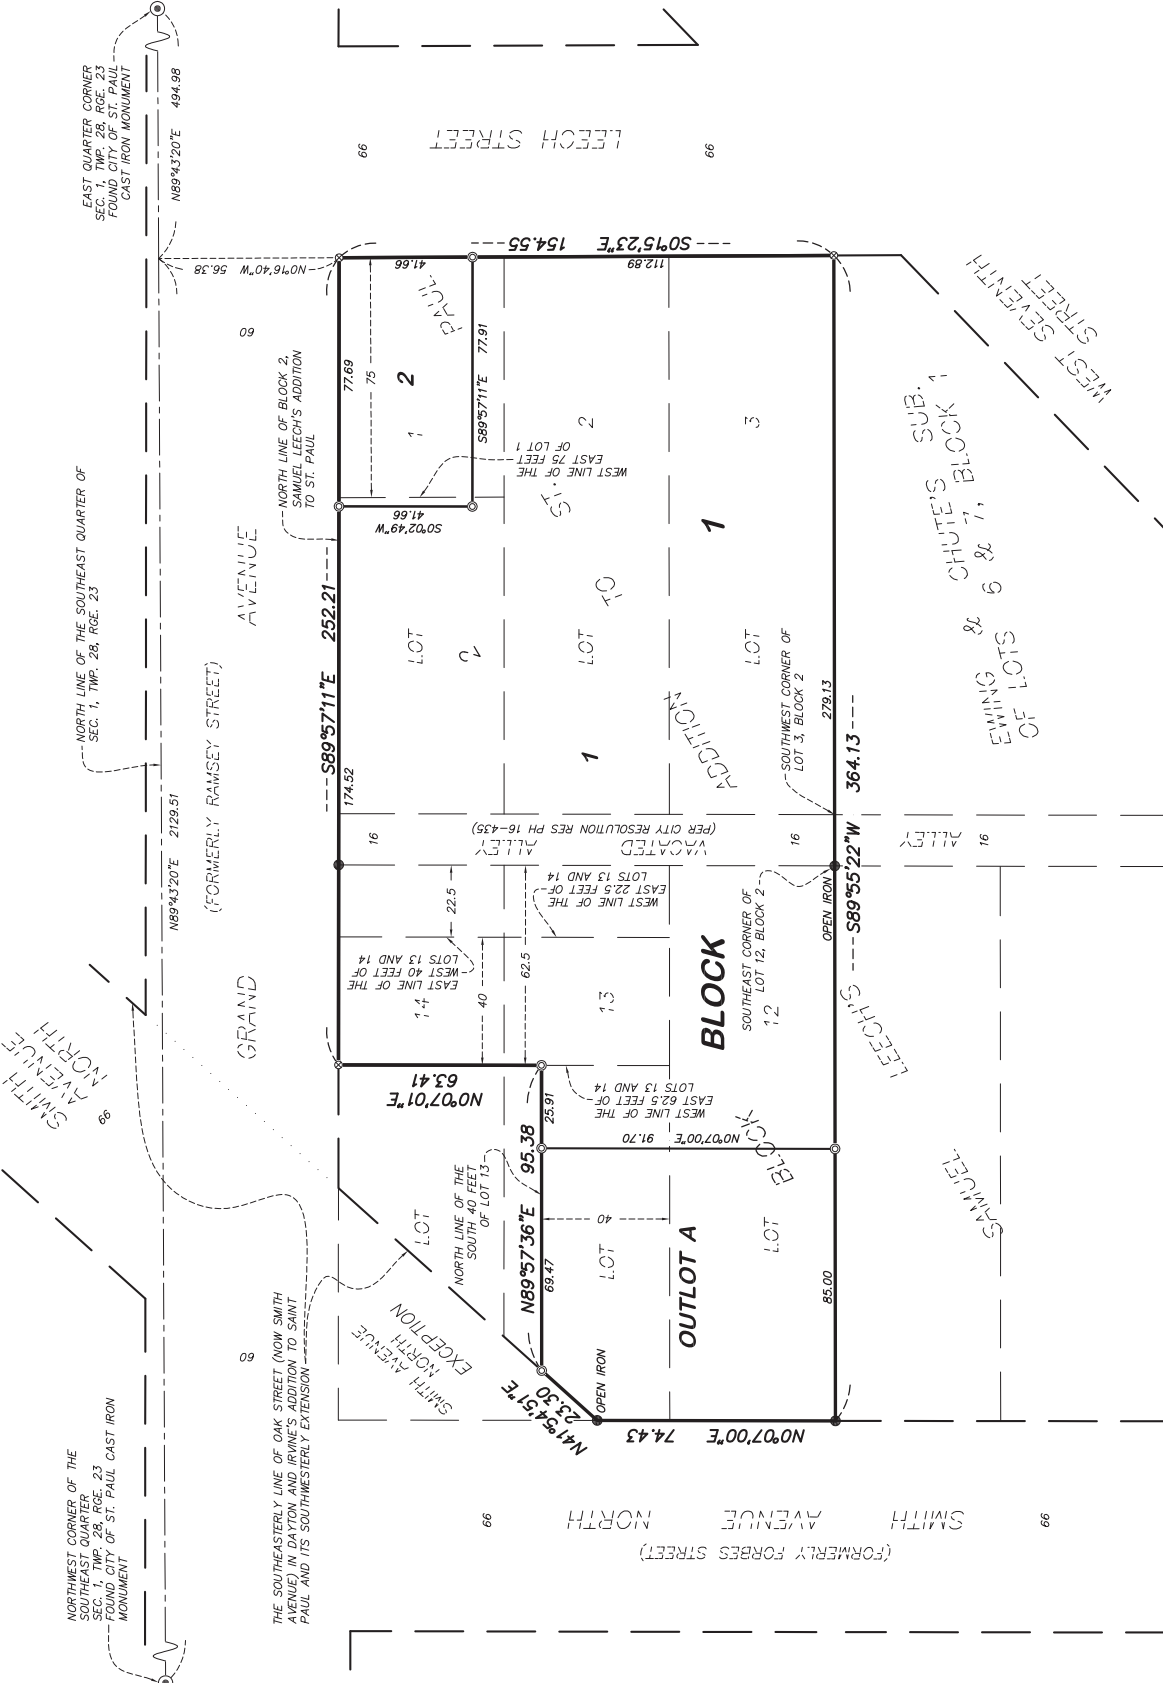 EAST QUARTER CORNER
SEC. 1, TWP. 28, RGE. 23
FOUND CITY OF ST. PAUL
CAST IRON MONUMENT
N89°43'20"E 494.98
LEECH STREET
66
66
N0°16'40"W 56.38
60
S0°15'23"E 154.55
41.66
112.89
WEST SEVENTH
STREET
NORTH LINE OF THE SOUTHEAST QUARTER OF
SEC. 1, TWP. 28, RGE. 23
N89°43'20"E 2129.51
GRAND AVENUE
(FORMERLY RAMSEY STREET)
NORTH LINE OF BLOCK 2,
SAMUEL LEECH'S ADDITION
TO ST. PAUL
S89°57'11"E 252.21
174.52
77.69
75
2
1
S89°57'11"E 77.91
S0°02'49"W
41.66
WEST LINE OF THE
EAST 75 FEET
OF LOT 1
LOT
2
LOT
2
LOT
3
1
1
SAMUEL LEECH'S ADDITION TO ST. PAUL
EWING & CHUTE'S SUB.
OF LOTS 6 & 7, BLOCK 1
SOUTHWEST CORNER OF
LOT 3, BLOCK 2
279.13
S89°55'22"W 364.13
16
VACATED ALLEY
(PER CITY RESOLUTION RES PH 16-435)
16
ALLEY
16
OPEN IRON
SOUTHEAST CORNER OF
LOT 12, BLOCK 2
22.5
WEST LINE OF THE
EAST 22.5 FEET OF
LOTS 13 AND 14
EAST LINE OF THE
WEST 40 FEET OF
LOTS 13 AND 14
40
62.5
14
13
12
BLOCK
N0°07'01"E
63.41
WEST LINE OF THE
EAST 62.5 FEET OF
LOTS 13 AND 14
25.91
N89°57'36"E 95.38
69.47
NORTH LINE OF THE
SOUTH 40 FEET
OF LOT 13
N0°07'00"E 91.70
BLOCK
40
LOT
LOT
LOT
OUTLOT A
85.00
SMITH
AVENUE
NORTH
66
SMITH AVENUE
NORTH
EXCEPTION
N41°54'51"E
23.30
OPEN IRON
N0°07'00"E 74.43
60
THE SOUTHEASTERLY LINE OF OAK STREET (NOW SMITH
AVENUE) IN DAYTON AND IRVINE'S ADDITION TO SAINT
PAUL AND ITS SOUTHWESTERLY EXTENSION
66
SMITH AVENUE NORTH
(FORMERLY FORBES STREET)
66
NORTHWEST CORNER OF THE
SOUTHEAST QUARTER
SEC. 1, TWP. 28, RGE. 23
FOUND CITY OF ST. PAUL CAST IRON
MONUMENT